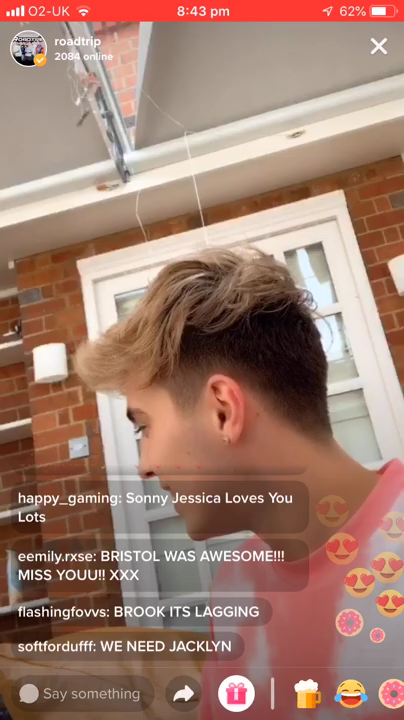 O2-UK
8:43 pm
62%
roadtrip
2084 online
happy_gaming: Sonny Jessica Loves You
Lots
eemily.rxse: BRISTOL WAS AWESOME!!!
MISS YOUU!! XXX
flashingfovvs: BROOK ITS LAGGING
softfordufff: WE NEED JACKLYN
Say something